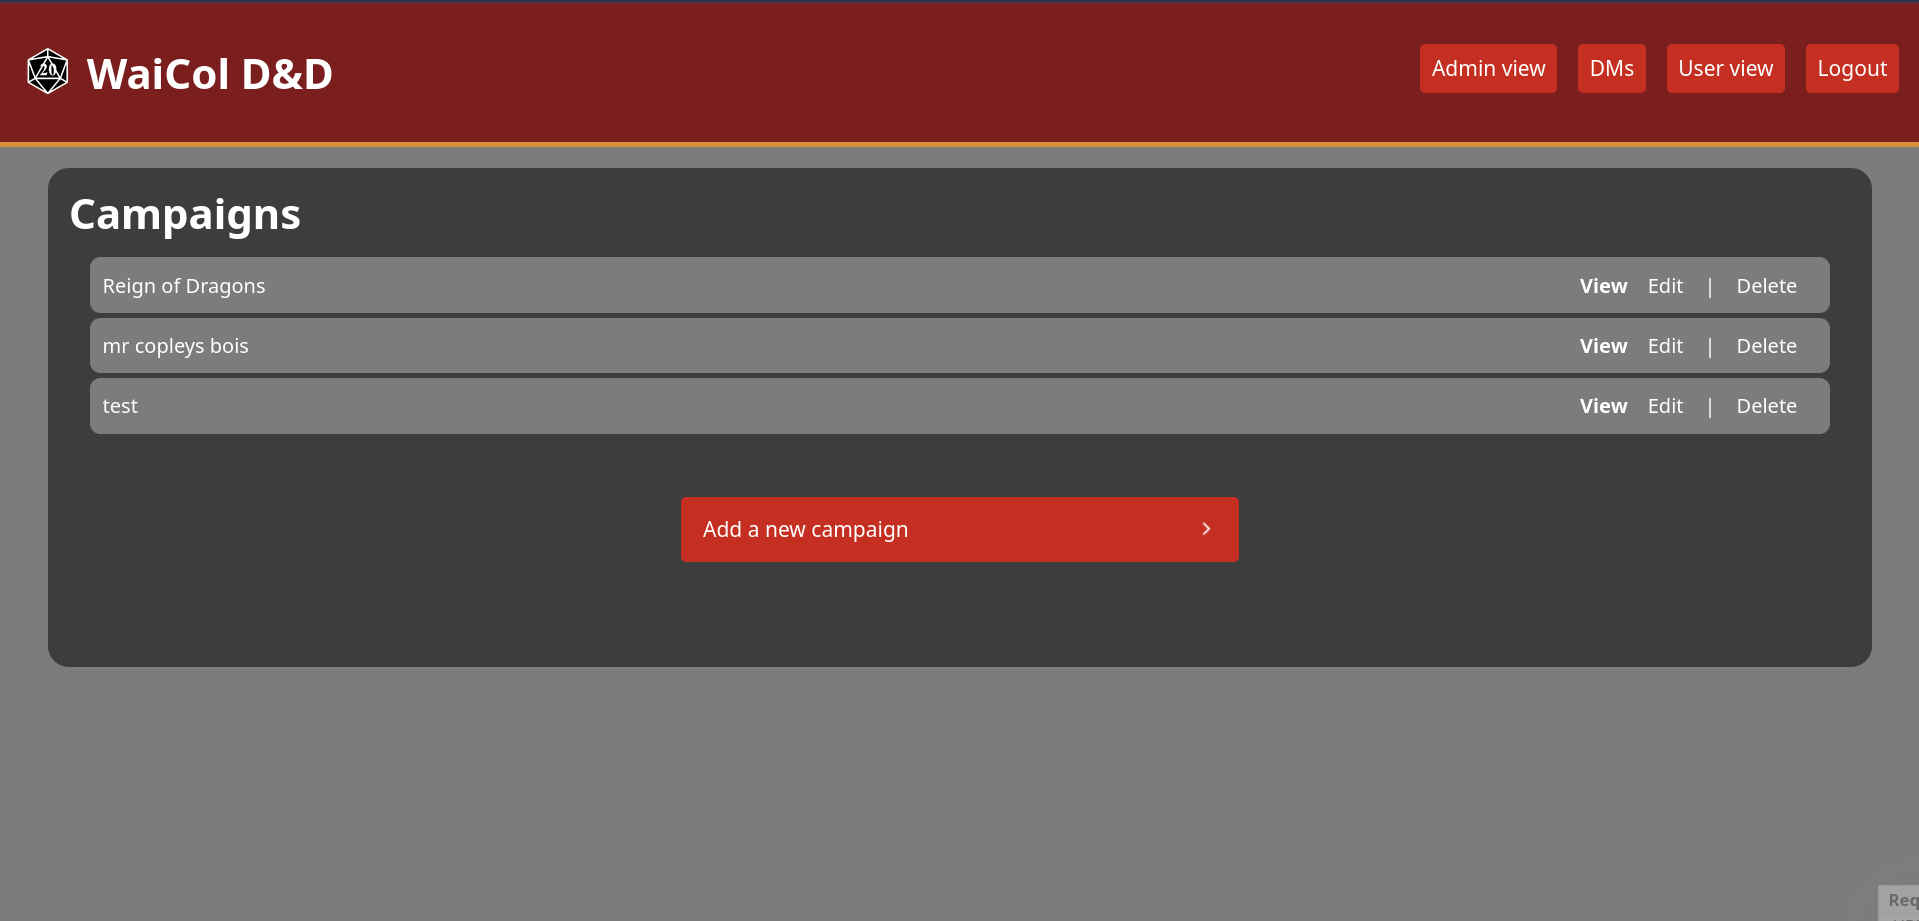 20 WaiCol D&D
Admin view DMs User view Logout
Campaigns
Reign of Dragons View Edit | Delete
mr copleys bois View Edit | Delete
test View Edit | Delete
Add a new campaign
Req